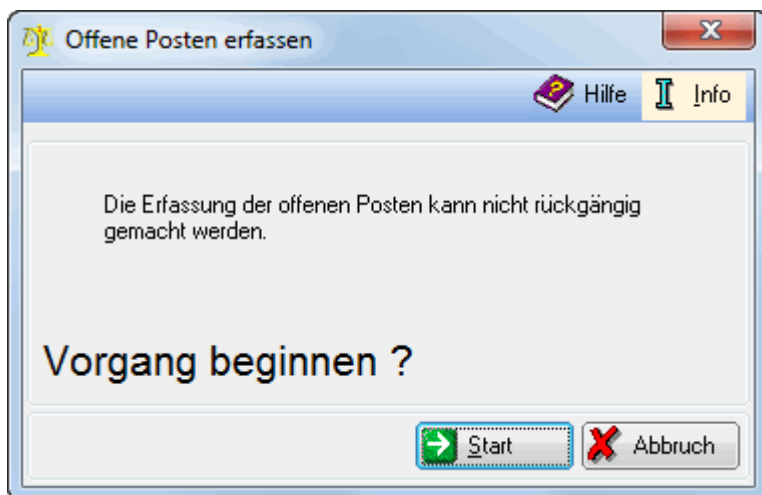 Offene Posten erfassen
Hilfe Info
Die Erfassung der offenen Posten kann nicht rückgängig
gemacht werden.
Vorgang beginnen ?
Start Abbruch